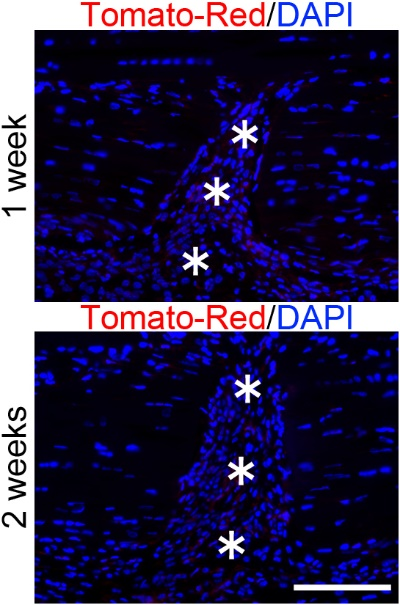 Tomato-Red/DAPI
1 week
* 
* 
* 
Tomato-Red/DAPI
2 weeks
* 
* 
*